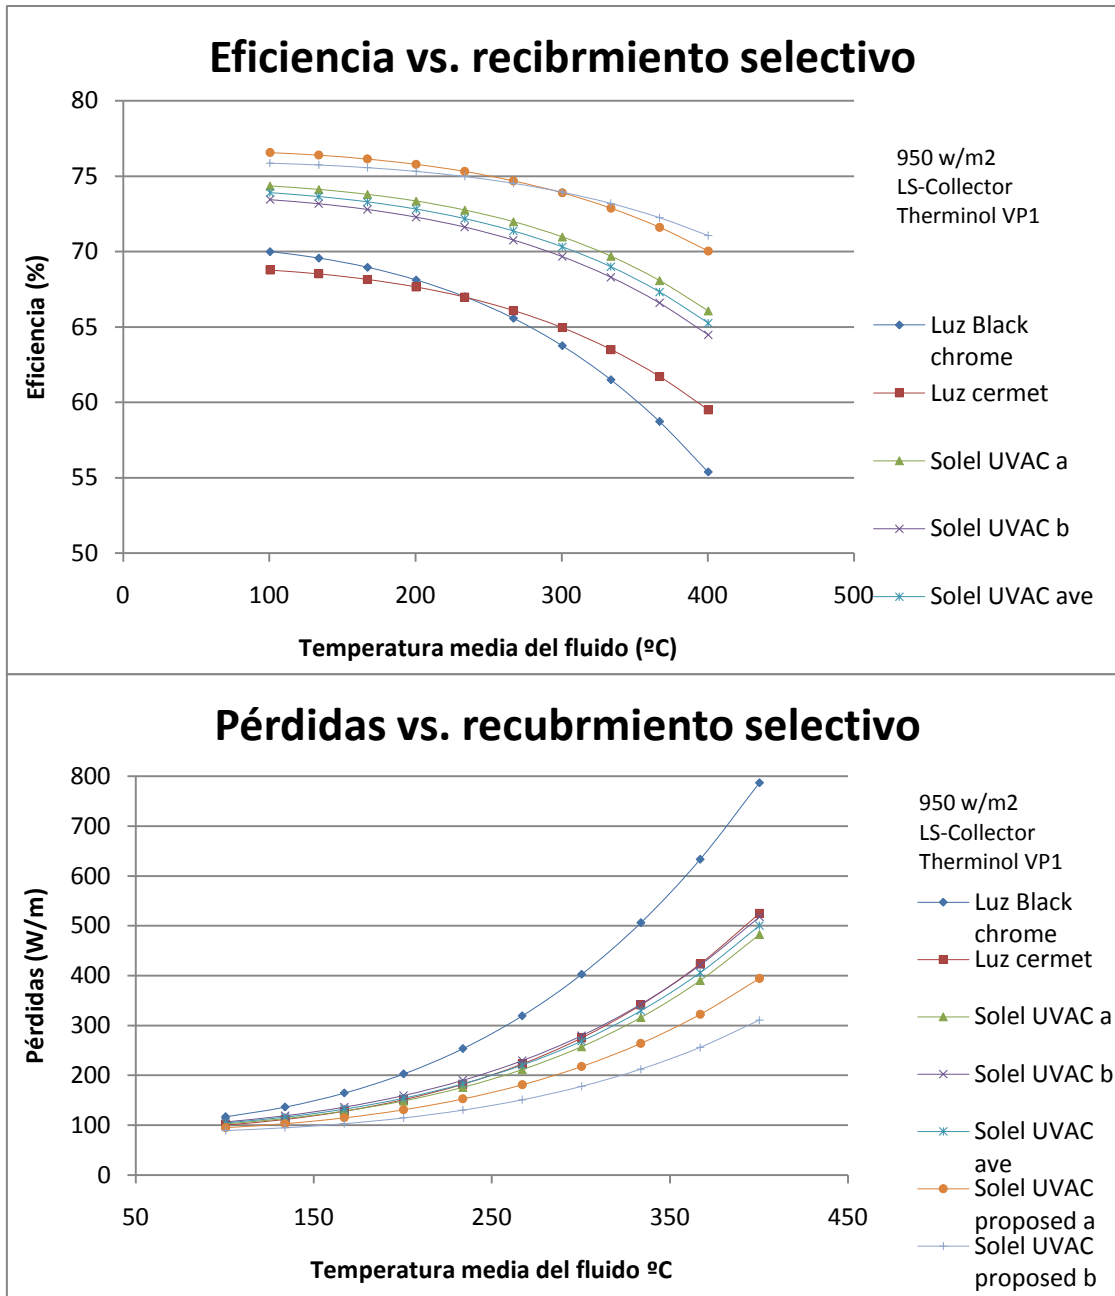 Eficiencia vs. recibrmiento selectivo
80
75
70
65
60
55
50
0
100
200
300
400
500
Eficiencia (%)
Temperatura media del fluido (ºC)
950 w/m2
LS-Collector
Therminol VP1
Luz Black
chrome
Luz cermet
Solel UVAC a
Solel UVAC b
Solel UVAC ave
Pérdidas vs. recubrmiento selectivo
800
700
600
500
400
300
200
100
0
50
150
250
350
450
Pérdidas (W/m)
Temperatura media del fluido ºC
950 w/m2
LS-Collector
Therminol VP1
Luz Black
chrome
Luz cermet
Solel UVAC a
Solel UVAC b
Solel UVAC
ave
Solel UVAC
proposed a
Solel UVAC
proposed b